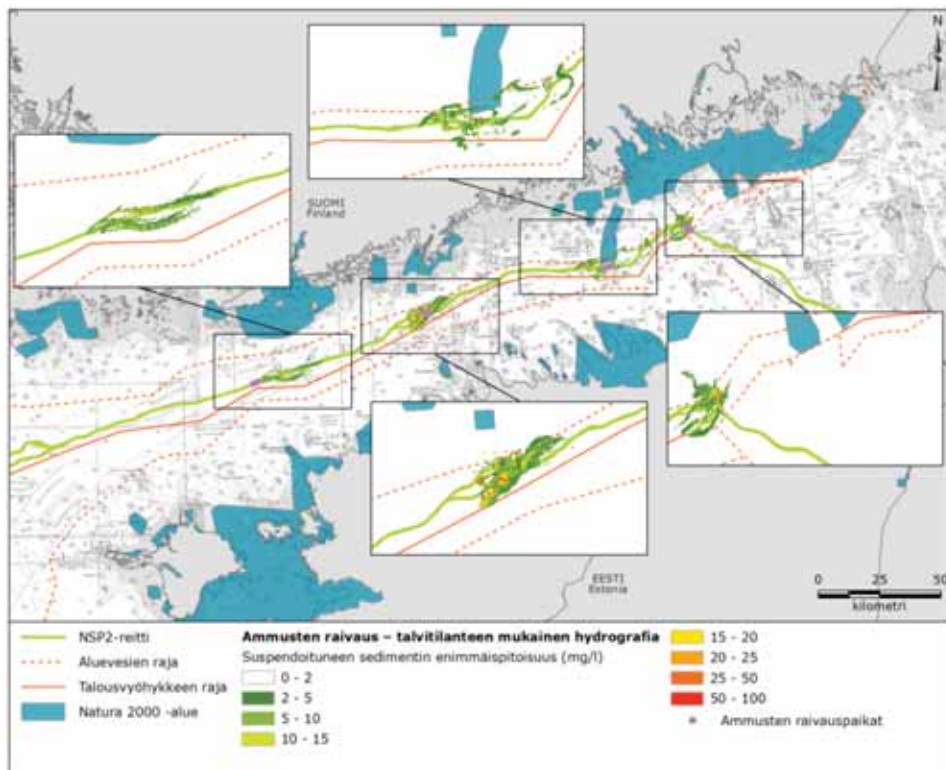 N
SUOMI
Finland
EESTI
Estonia
0 25 50
kilometri
NSP2-reitti
Aluevesien raja
Talousvyöhykkeen raja
Natura 2000 -alue
Ammusten raivaus – talvitilanteen mukainen hydrografia
Suspendoituneen sedimentin enimmäispitoisuus (mg/l)
0 - 2
2 - 5
5 - 10
10 - 15
15 - 20
20 - 25
25 - 50
50 - 100
Ammusten raivauspaikat